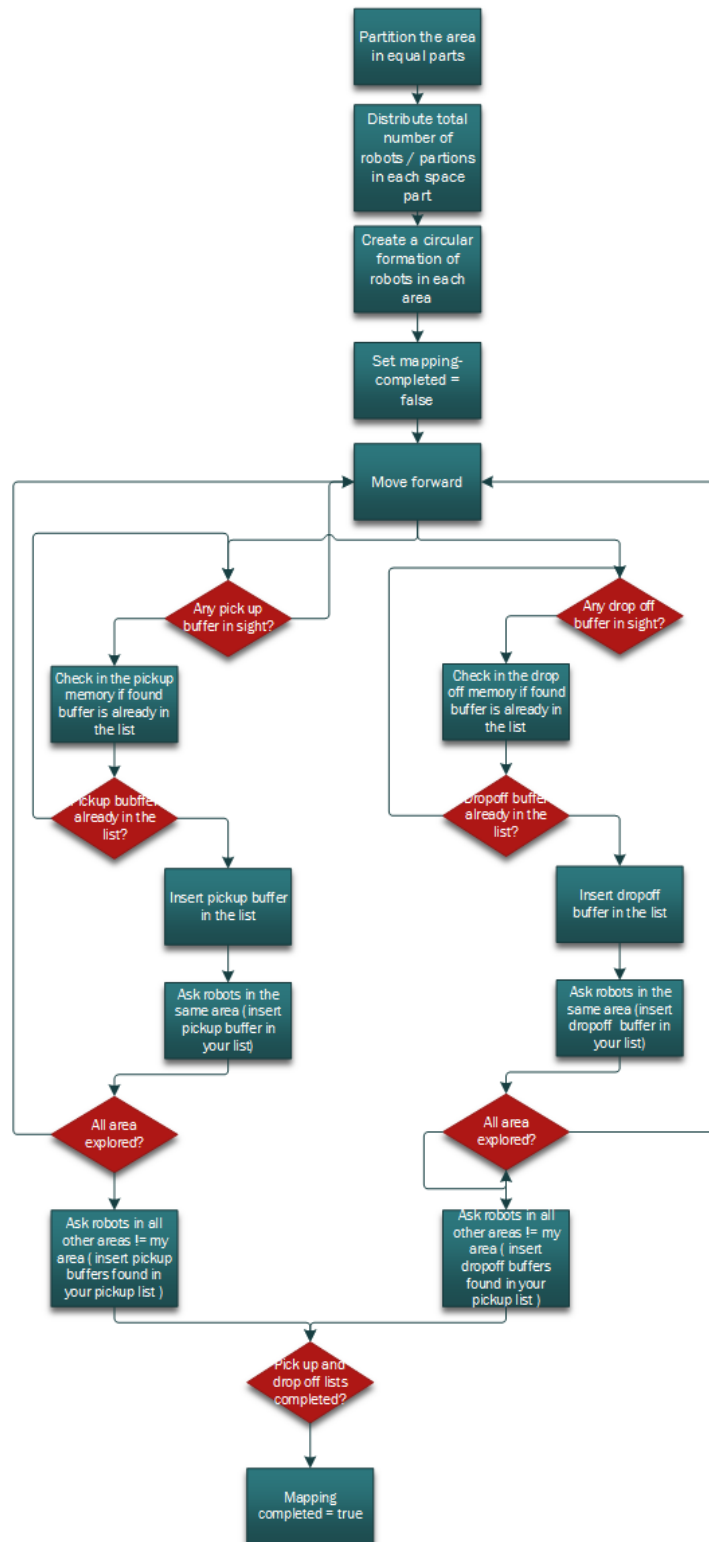 Partition the area
in equal parts
Distribute total
number of
robots / partions
in each space
part
Create a circular
formation of
robots in each
area
Set mapping-
completed =
false
Move forward
Any pick up
buffer in sight?
Check in the pickup
memory if found
buffer is already in
the list
Pickup bubffer
already in the
list?
Insert pickup buffer
in the list
Ask robots in the
same area (insert
pickup buffer in
your list)
All area
explored?
Ask robots in all
other areas != my
area ( insert pickup
buffers found in
your pickup list )
Any drop off
buffer in sight?
Check in the drop
off memory if found
buffer is already in
the list
Dropoff buffer
already in the
list?
Insert dropoff
buffer in the list
Ask robots in the
same area (insert
dropoff buffer in
your list)
All area
explored?
Ask robots in all
other areas != my
area ( insert
dropoff buffers
found in your
pickup list )
Pick up and
drop off lists
completed?
Mapping
completed = true